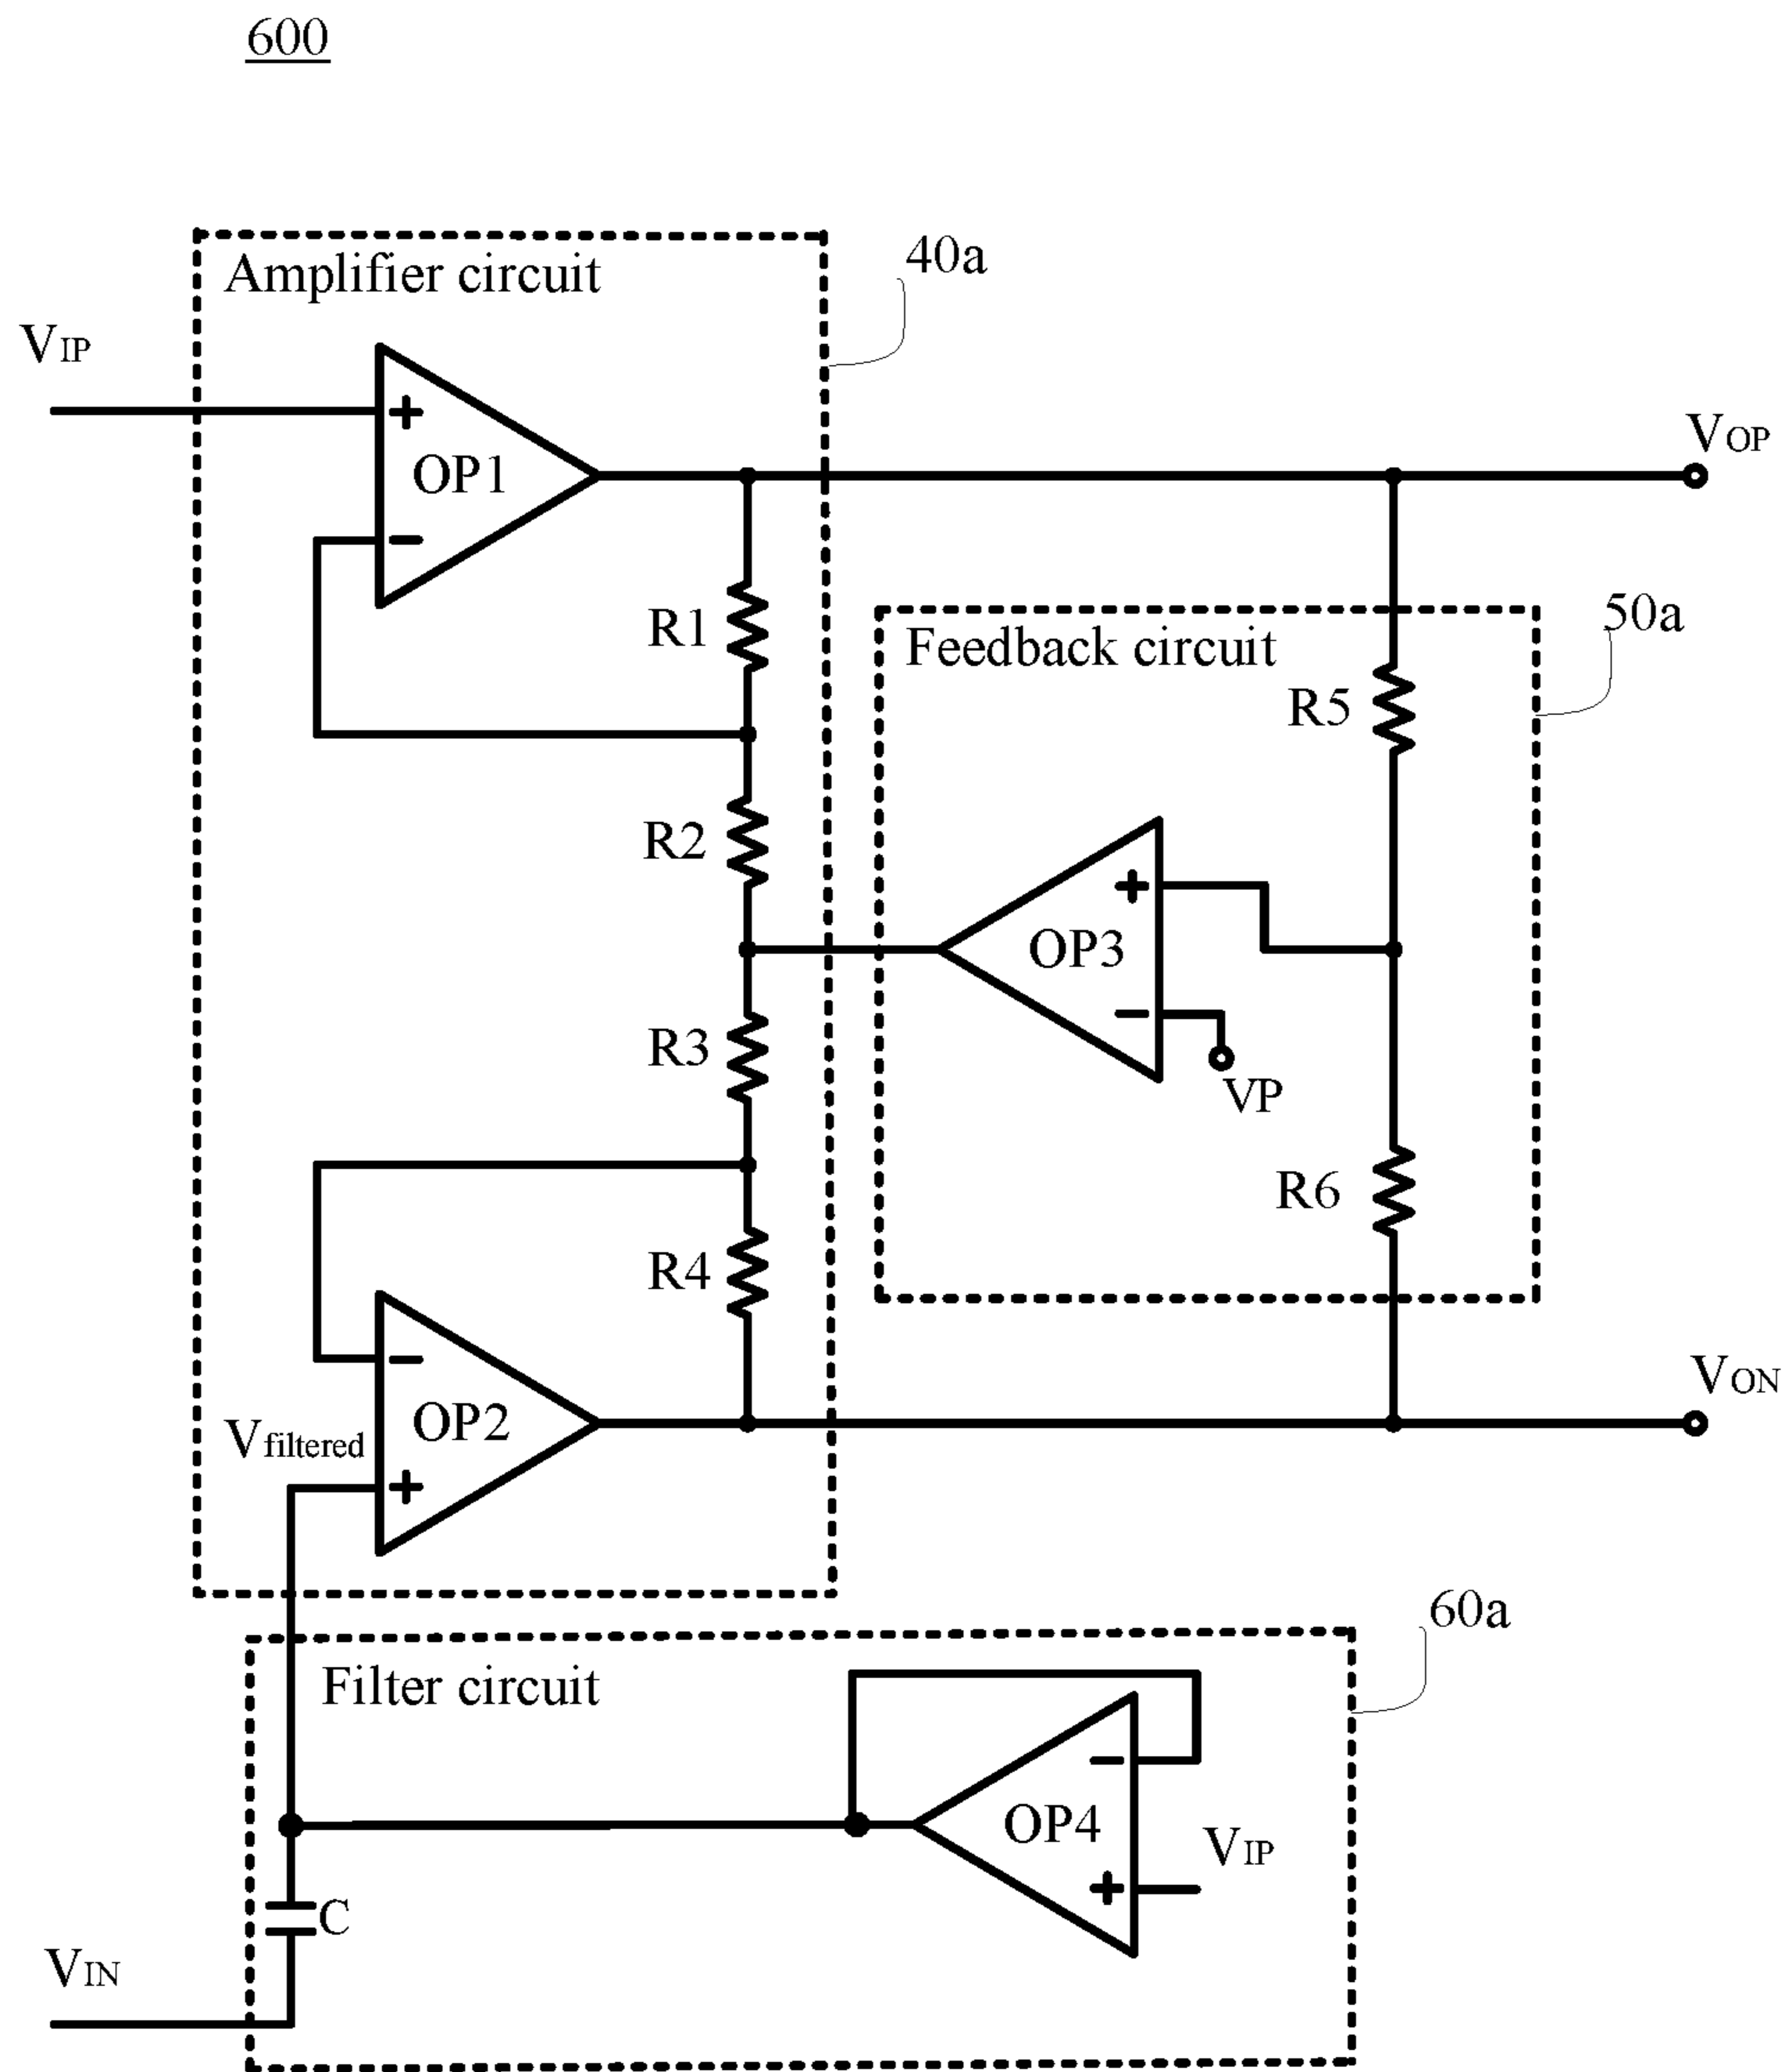 600
Amplifier circuit
40a
VIP
+
OP1
−
VOP
R1
50a
Feedback circuit
R5
R2
+
OP3
−
VP
R3
R6
R4
−
OP2
Vfiltered
+
VON
60a
Filter circuit
−
OP4
VIP
+
C
VIN